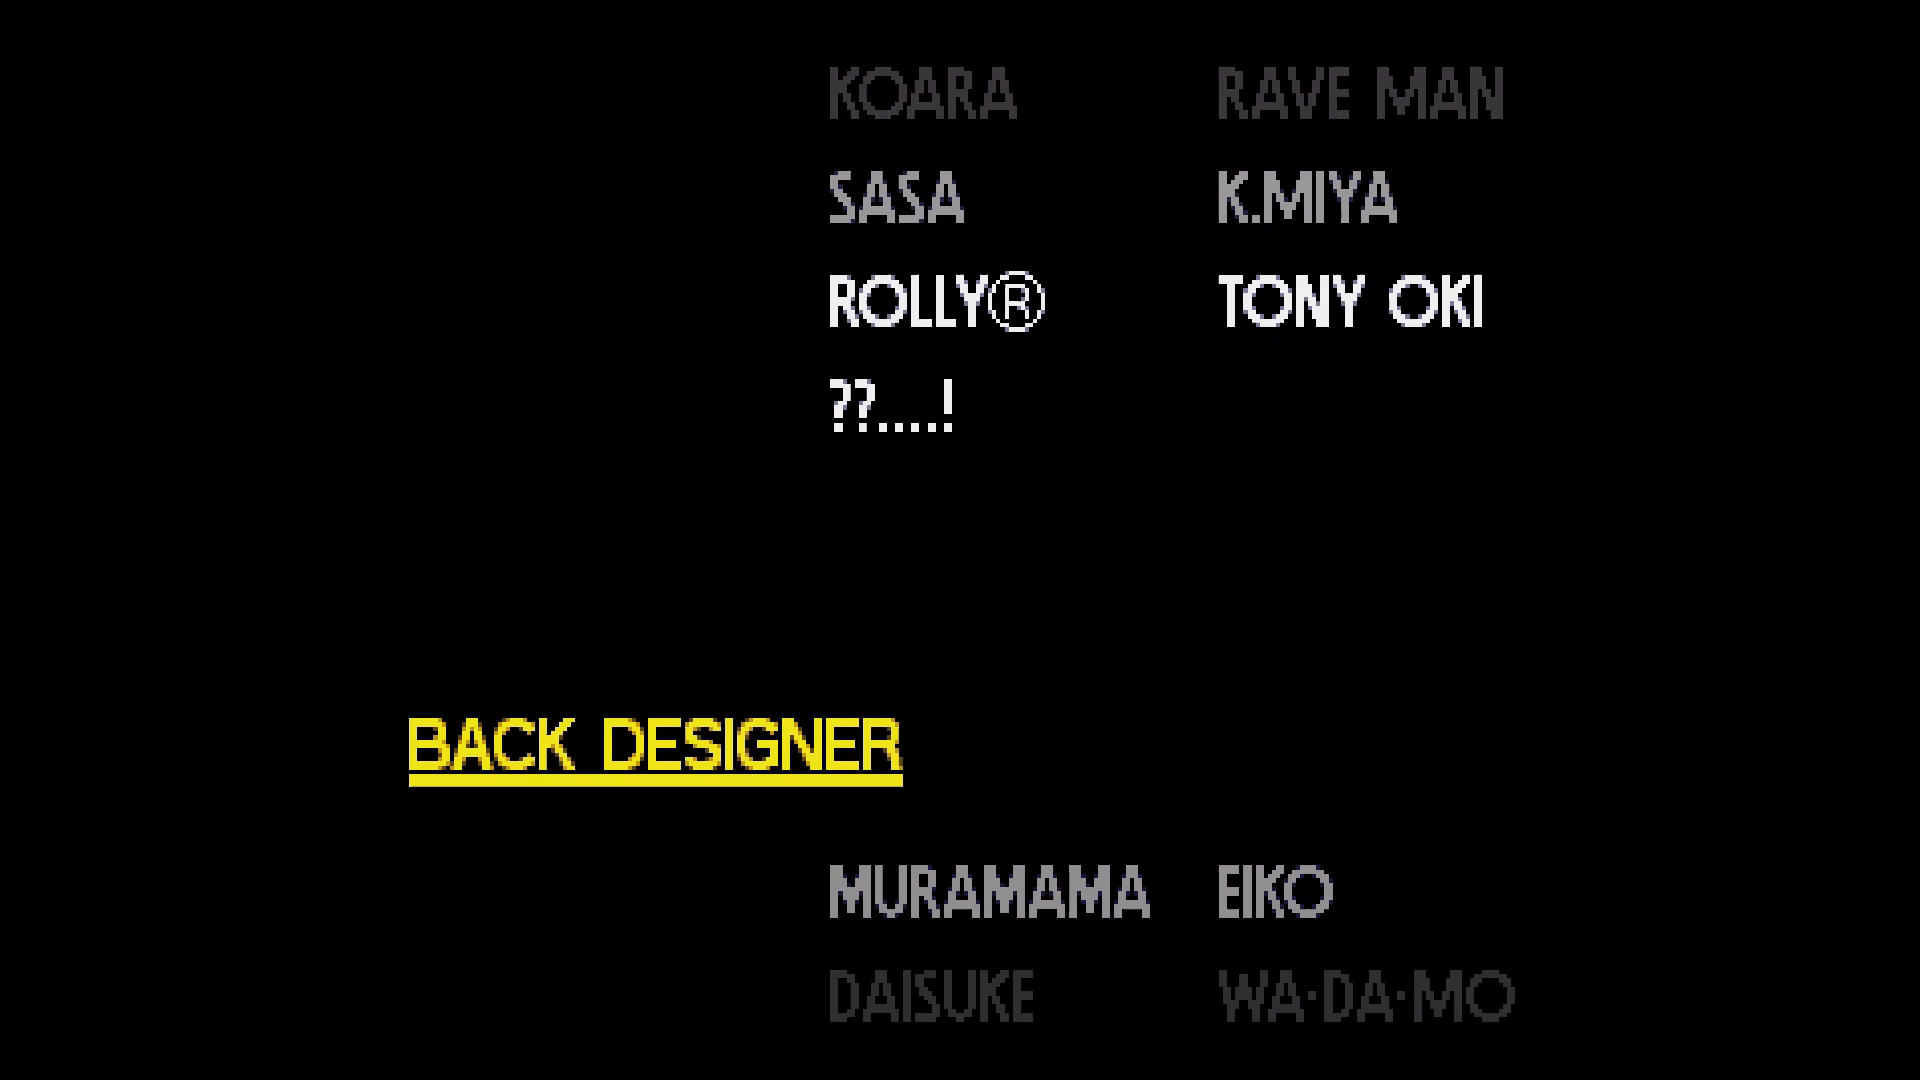 KOARA RAVE MAN
SASA K.MIYA
ROLLY® TONY OKI
??....!
BACK DESIGNER
MURAMAMA EIKO
DAISUKE WA·DA·MO